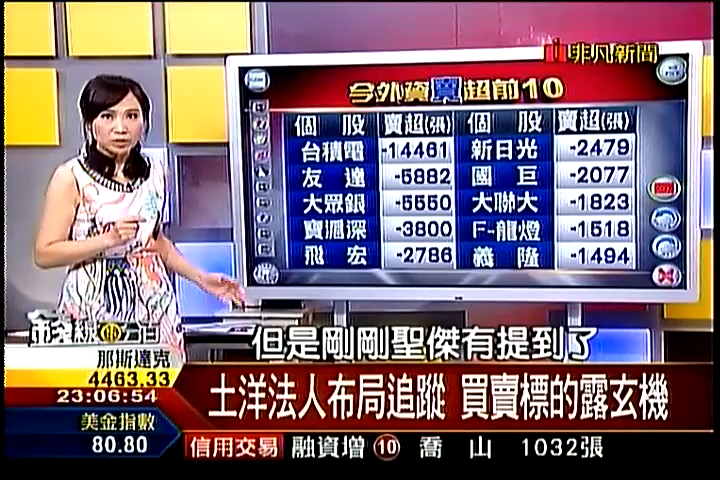 非凡新聞
今外資賣超前10
個股 賣超(張) 個股 賣超(張)
台積電 -14461 新日光 -2479
友達 -5882 國巨 -2077
大眾銀 -5550 大聯大 -1823
寶滬深 -3800 F-龍燈 -1518
飛宏 -2786 義隆 -1494
但是剛剛聖傑有提到了
那斯達克
4463.33
23:06:54
土洋法人布局追蹤 買賣標的露玄機
美金指數
80.80
信用交易 融資增 10 喬山 1032張